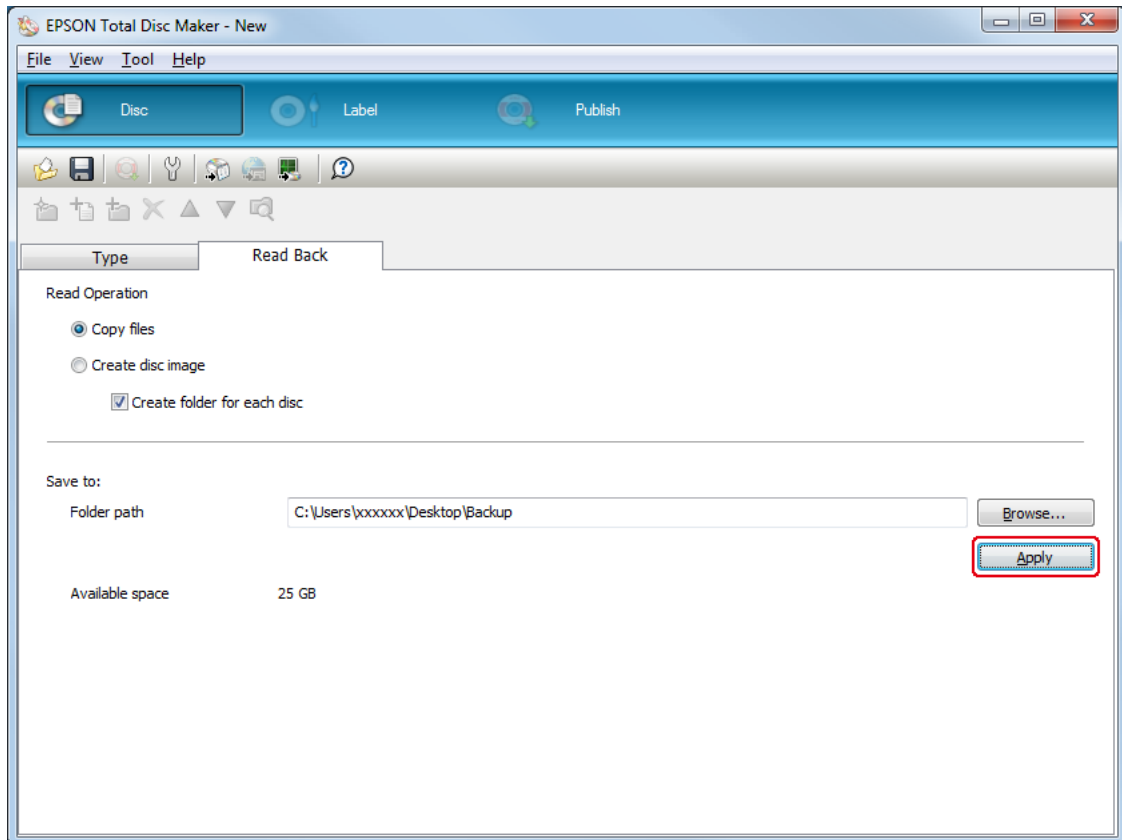 EPSON Total Disc Maker - New
File View Tool Help
Disc Label Publish
Type Read Back
Read Operation
Copy files
Create disc image
Create folder for each disc
Save to:
Folder path C:\Users\xxxxxx\Desktop\Backup Browse...
Apply
Available space 25 GB